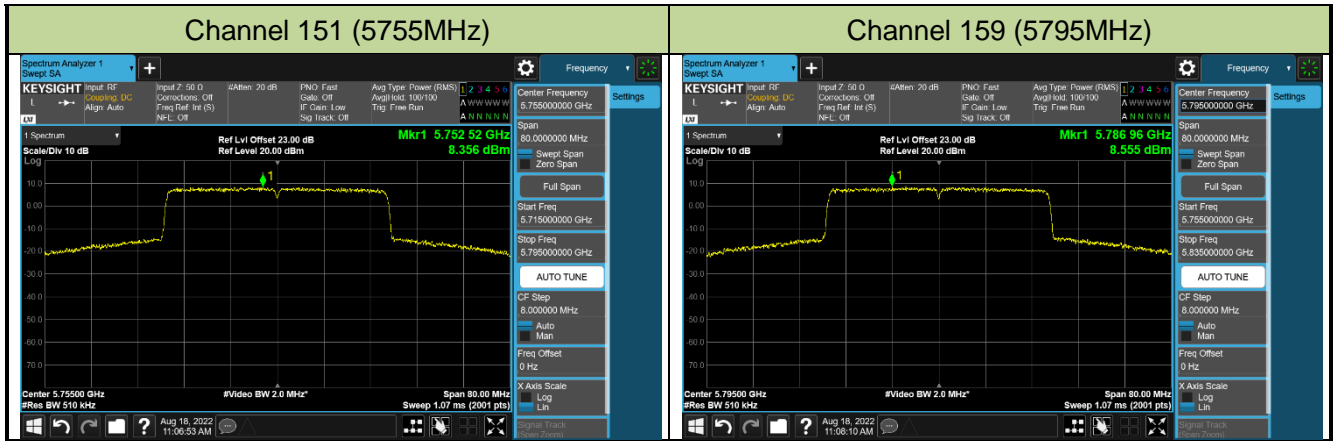 Channel 151 (5755MHz)
Channel 159 (5795MHz)
Spectrum Analyzer 1
Swept SA
Frequency
KEYSIGHT
Input: RF
Coupling: DC
Align: Auto
Input Z: 50 Ω
Corrections: Off
Freq Ref: Int (S)
NFE: Off
#Atten: 20 dB
PNO: Fast
Gate: Off
IF Gain: Low
Sig Track: Off
Avg Type: Power (RMS)
Avg|Hold: 100/100
Trig: Free Run
1 2 3 4 5 6
A W W W W W
A N N N N N
L
LXI
1 Spectrum
Scale/Div 10 dB
Ref Lvl Offset 23.00 dB
Ref Level 20.00 dBm
Mkr1 5.752 52 GHz
8.356 dBm
Log
1
10.0
0.00
-10.0
-20.0
-30.0
-40.0
-50.0
-60.0
-70.0
Center 5.75500 GHz
#Res BW 510 kHz
#Video BW 2.0 MHz*
Span 80.00 MHz
Sweep 1.07 ms (2001 pts)
Center Frequency
5.755000000 GHz
Settings
Span
80.0000000 MHz
Swept Span
Zero Span
Full Span
Start Freq
5.715000000 GHz
Stop Freq
5.795000000 GHz
AUTO TUNE
CF Step
8.000000 MHz
Auto
Man
Freq Offset
0 Hz
X Axis Scale
Log
Lin
Signal Track
(Span Zoom)
Aug 18, 2022
11:06:53 AM
Spectrum Analyzer 1
Swept SA
Frequency
KEYSIGHT
Input: RF
Coupling: DC
Align: Auto
Input Z: 50 Ω
Corrections: Off
Freq Ref: Int (S)
NFE: Off
#Atten: 20 dB
PNO: Fast
Gate: Off
IF Gain: Low
Sig Track: Off
Avg Type: Power (RMS)
Avg|Hold: 100/100
Trig: Free Run
1 2 3 4 5 6
A W W W W W
A N N N N N
L
LXI
1 Spectrum
Scale/Div 10 dB
Ref Lvl Offset 23.00 dB
Ref Level 20.00 dBm
Mkr1 5.786 96 GHz
8.555 dBm
Log
1
10.0
0.00
-10.0
-20.0
-30.0
-40.0
-50.0
-60.0
-70.0
Center 5.79500 GHz
#Res BW 510 kHz
#Video BW 2.0 MHz*
Span 80.00 MHz
Sweep 1.07 ms (2001 pts)
Center Frequency
5.795000000 GHz
Settings
Span
80.0000000 MHz
Swept Span
Zero Span
Full Span
Start Freq
5.755000000 GHz
Stop Freq
5.835000000 GHz
AUTO TUNE
CF Step
8.000000 MHz
Auto
Man
Freq Offset
0 Hz
X Axis Scale
Log
Lin
Signal Track
(Span Zoom)
Aug 18, 2022
11:08:10 AM